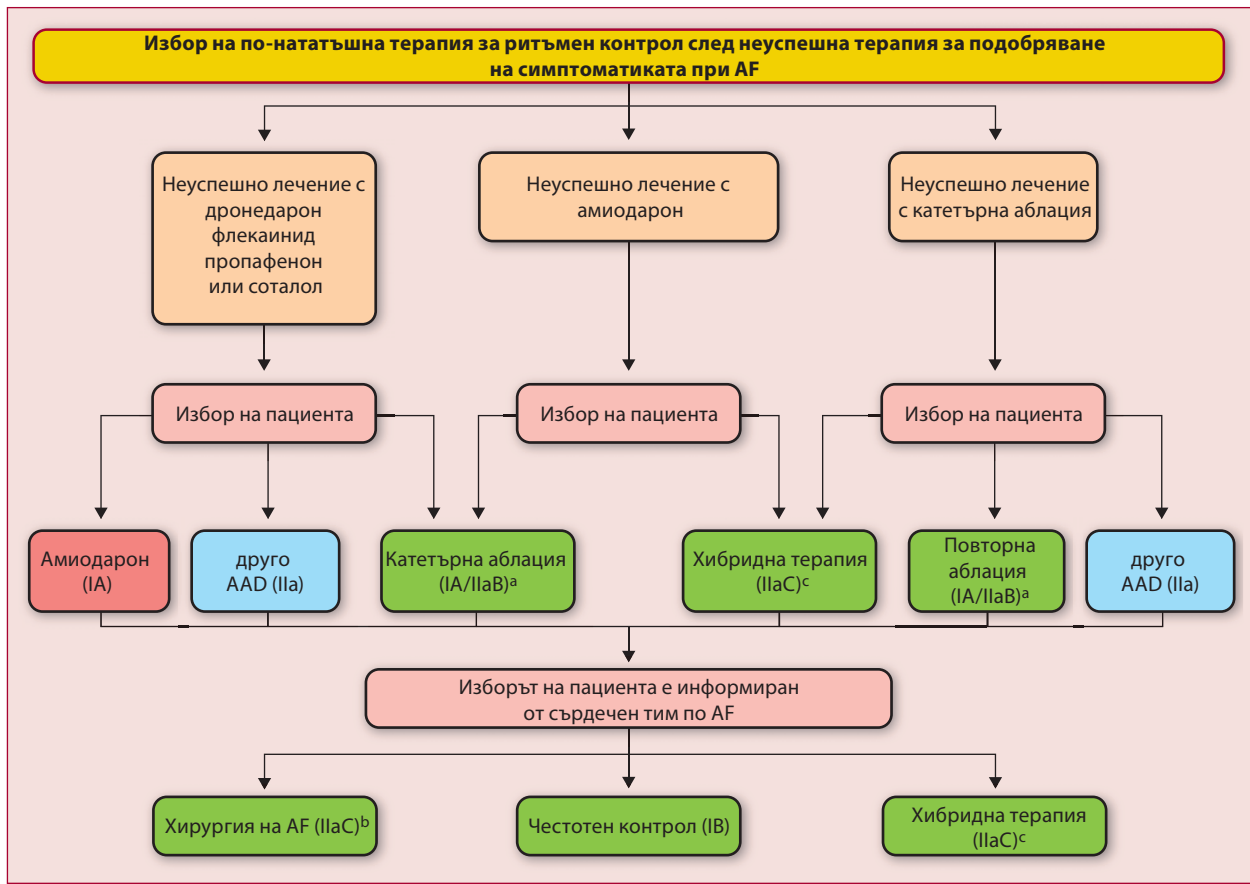 Избор на по-нататъшна терапия за ритъмен контрол след неуспешна терапия за подобряване
на симптоматиката при AF
Неуспешно лечение с
дронедарон
флекаинид
пропафенон
или соталол
Неуспешно лечение с
амиодарон
Неуспешно лечение
с катетърна аблация
Избор на пациента
Избор на пациента
Избор на пациента
Амиодарон
(IA)
друго
AAD (IIa)
Катетърна аблация
(IA/IIaB)ᵃ
Хибридна терапия
(IIaC)ᶜ
Повторна
аблация
(IA/IIaB)ᵃ
друго
AAD (IIa)
Изборът на пациента е информиран
от сърдечен тим по AF
Хирургия на AF (IIaC)ᵇ
Честотен контрол (IB)
Хибридна терапия
(IIaC)ᶜ